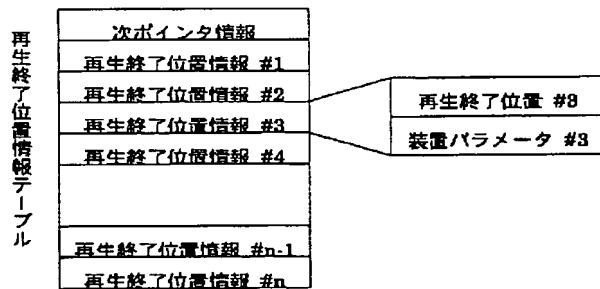 再生終了位置情報テーブル
次ポインタ情報
再生終了位置情報 #1
再生終了位置情報 #2
再生終了位置情報 #3
再生終了位置情報 #4
再生終了位置情報 #n-1
再生終了位置情報 #n
再生終了位置 #3
装置パラメータ #3